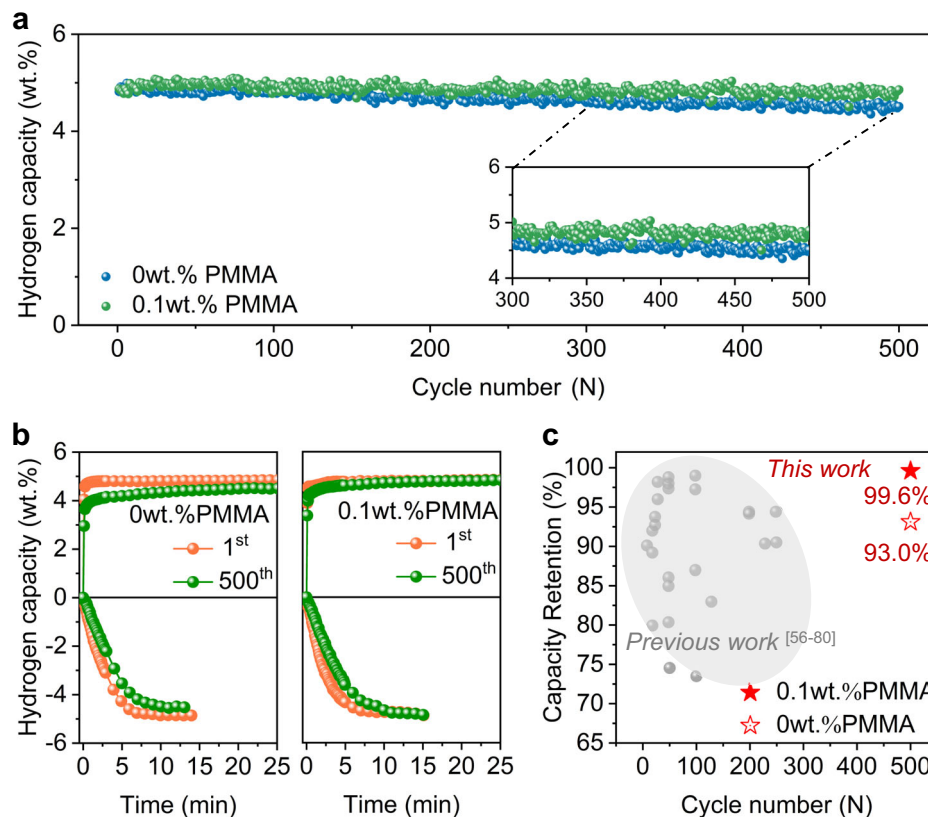 a
Hydrogen capacity (wt.%)
6
4
2
0
0wt.% PMMA
0.1wt.% PMMA
6
5
4
300 350 400 450 500
0 100 200 300 400 500
Cycle number (N)
b
Hydrogen capacity (wt.%)
6
4
2
0
-2
-4
-6
0wt.%PMMA
1st
500th
0 5 10 15 20 25
Time (min)
0.1wt.%PMMA
1st
500th
0 5 10 15 20 25
Time (min)
c
Capacity Retention (%)
100
95
90
85
80
75
70
65
This work
99.6%
93.0%
Previous work [56-80]
0.1wt.%PMMA
0wt.%PMMA
0 50 100 200 250 500
Cycle number (N)